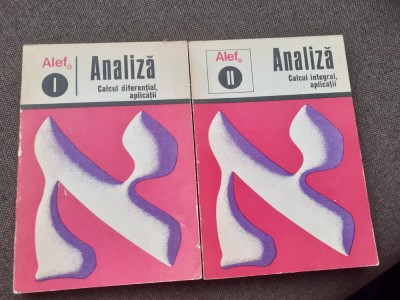 Alef₀
I
Analiză
Calcul diferențial,
aplicații
א
Alef₀
II
Analiză
Calcul integral,
aplicații
א